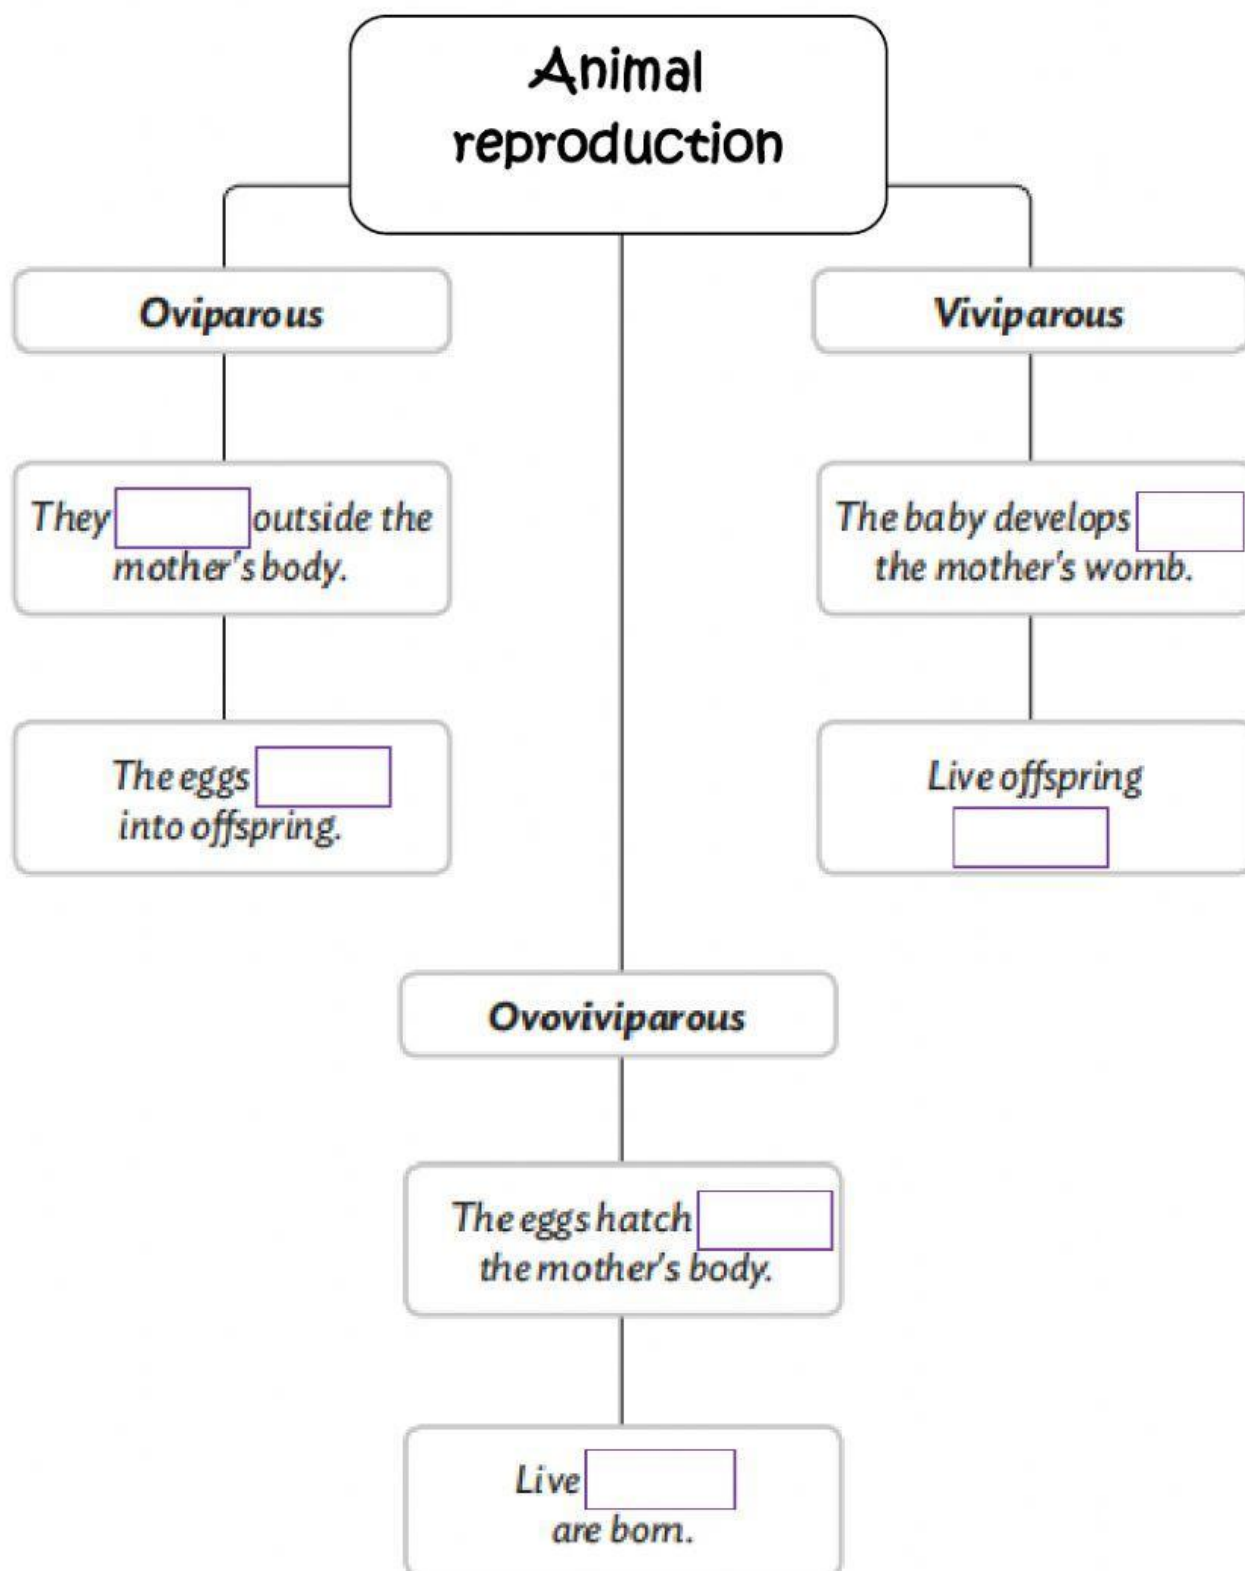 Animal
reproduction
Oviparous
They outside the
mother's body.
The eggs
into offspring.
Viviparous
The baby develops
the mother's womb.
Live offspring
Ovoviviparous
The eggs hatch
the mother's body.
Live
are born.